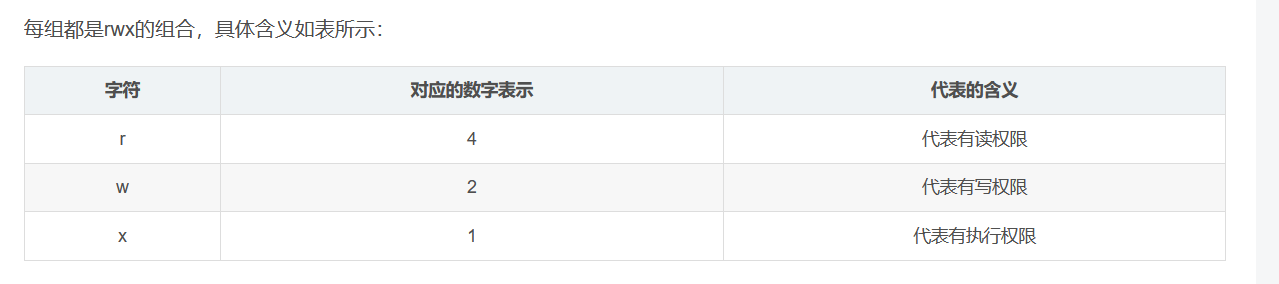 每组都是rwx的组合，具体含义如表所示：
字符 对应的数字表示 代表的含义
r 4 代表有读权限
w 2 代表有写权限
x 1 代表有执行权限